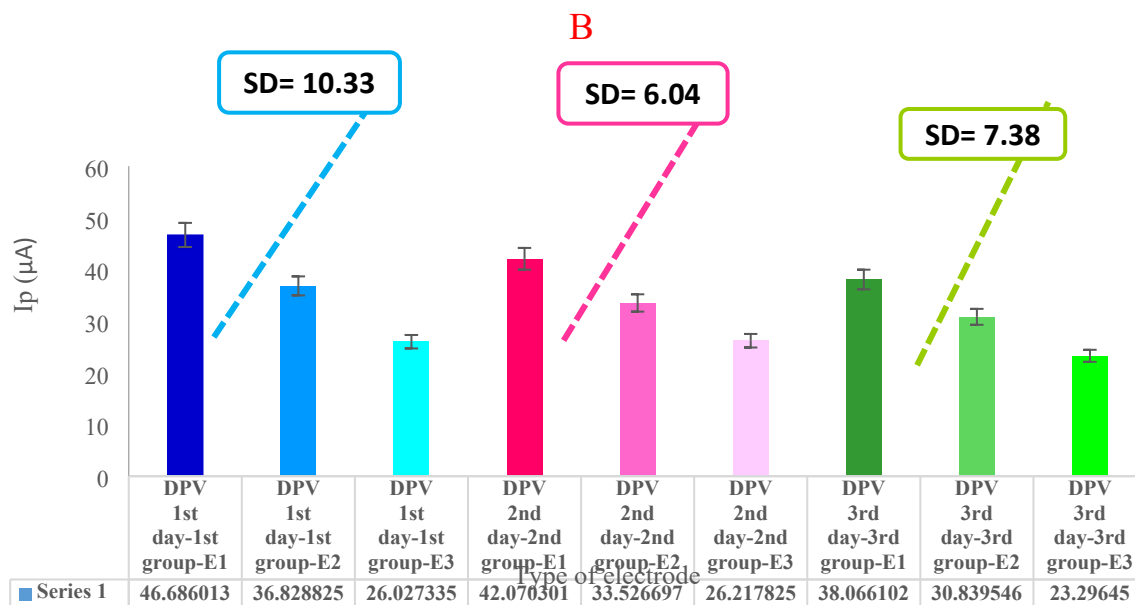 B
SD= 10.33
SD= 6.04
SD= 7.38
Ip (µA)
60
50
40
30
20
10
0
DPV 1st day-1st group-E1
DPV 1st day-1st group-E2
DPV 1st day-1st group-E3
DPV 2nd day-2nd group-E1
DPV 2nd day-2nd group-E2
DPV 2nd day-2nd group-E3
DPV 3rd day-3rd group-E1
DPV 3rd day-3rd group-E2
DPV 3rd day-3rd group-E3
Type of electrode
Series 1 46.686013 36.828825 26.027335 42.070301 33.526697 26.217825 38.066102 30.839546 23.29645